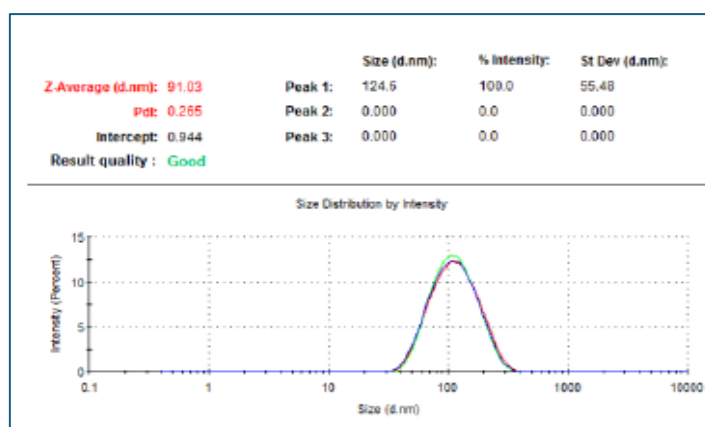 Size (d.nm): % Intensity: St Dev (d.nm):
Z-Average (d.nm): 91.03 Peak 1: 124.6 100.0 55.48
PdI: 0.265 Peak 2: 0.000 0.0 0.000
Intercept: 0.944 Peak 3: 0.000 0.0 0.000
Result quality : Good
Size Distribution by Intensity
Intensity (Percent)
15
10
5
0
0.1 1 10 100 1000 10000
Size (d.nm)